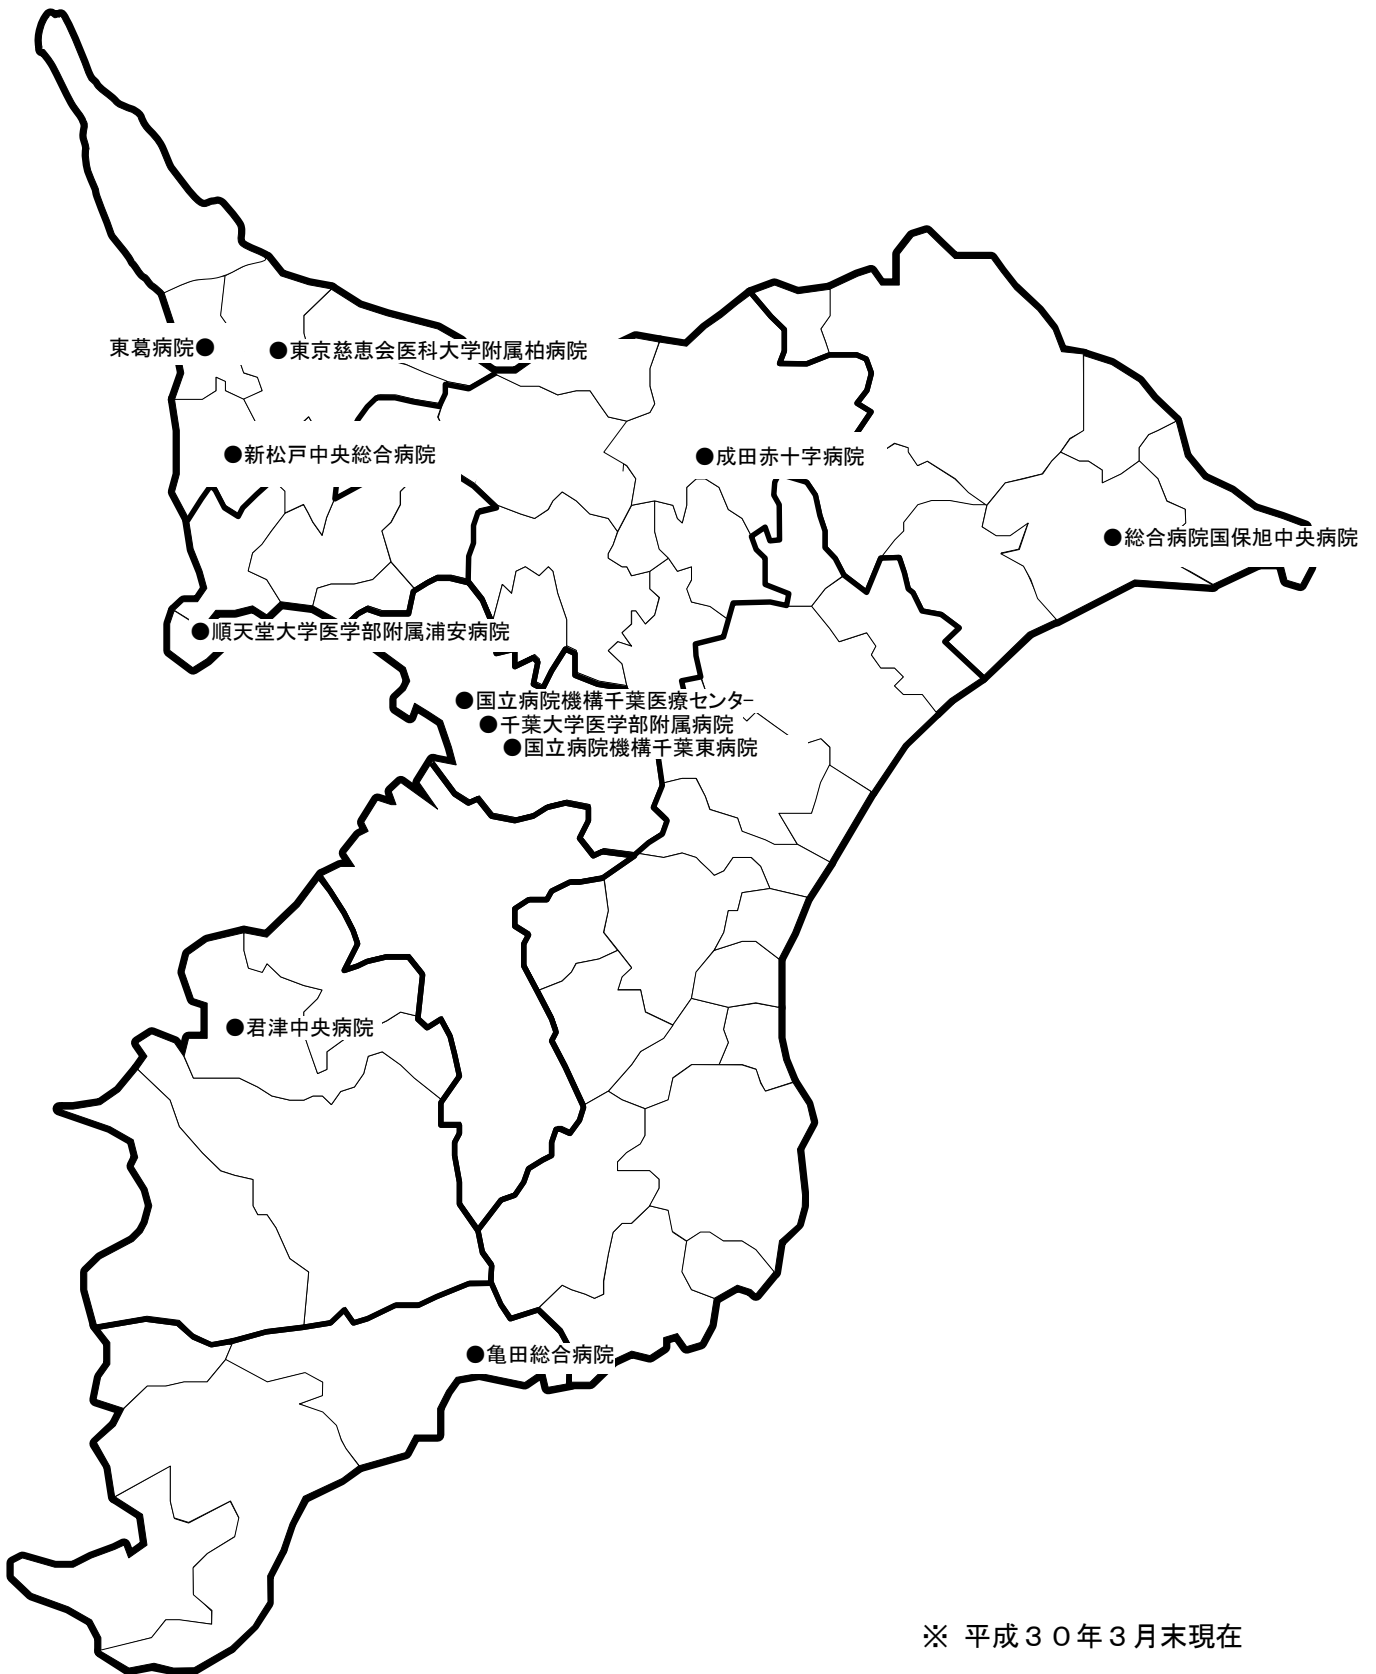 東葛病院●
●東京慈恵会医科大学附属柏病院
●新松戸中央総合病院
●成田赤十字病院
●総合病院国保旭中央病院
●順天堂大学医学部附属浦安病院
●国立病院機構千葉医療センター
●千葉大学医学部附属病院
●国立病院機構千葉東病院
●君津中央病院
●亀田総合病院
※ 平成３０年３月末現在